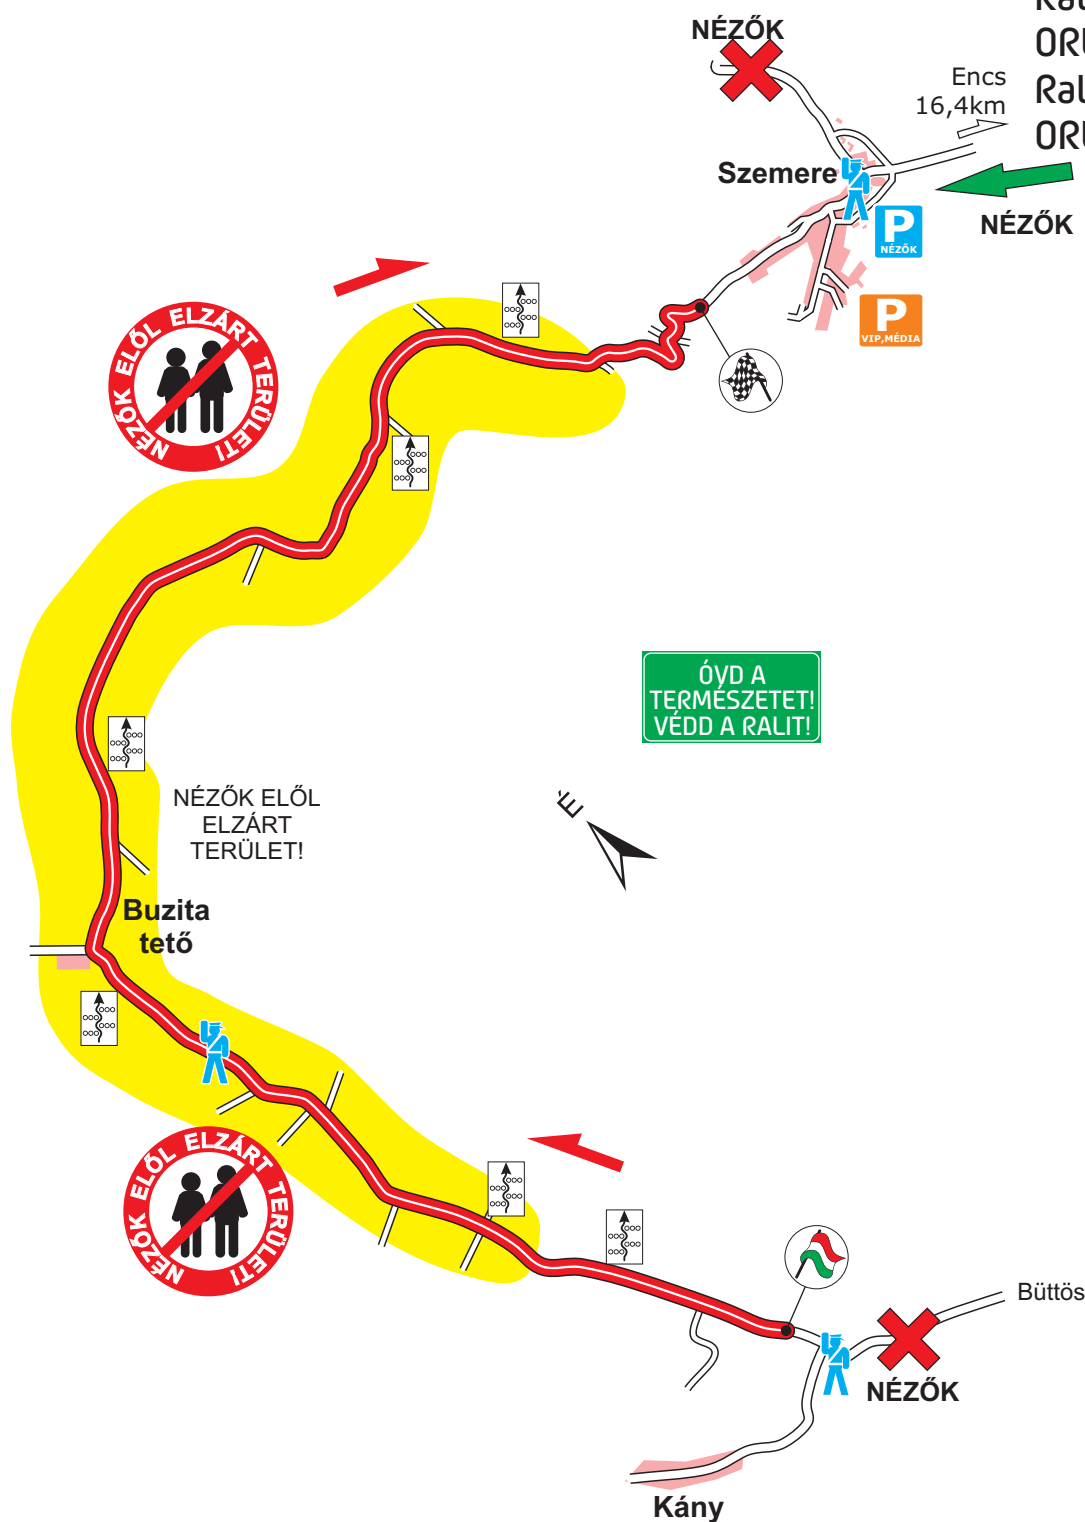 NÉZŐK
Encs
16,4km
Szemere
NÉZŐK
P
NÉZŐK
P
VIP,MÉDIA
NÉZŐK ELŐL ELZÁRT TERÜLET!
ÓVD A
TERMÉSZETET!
VÉDD A RALIT!
É
NÉZŐK ELŐL
ELZÁRT
TERÜLET!
Buzita
tető
NÉZŐK ELŐL ELZÁRT TERÜLET!
Büttös
NÉZŐK
Kány